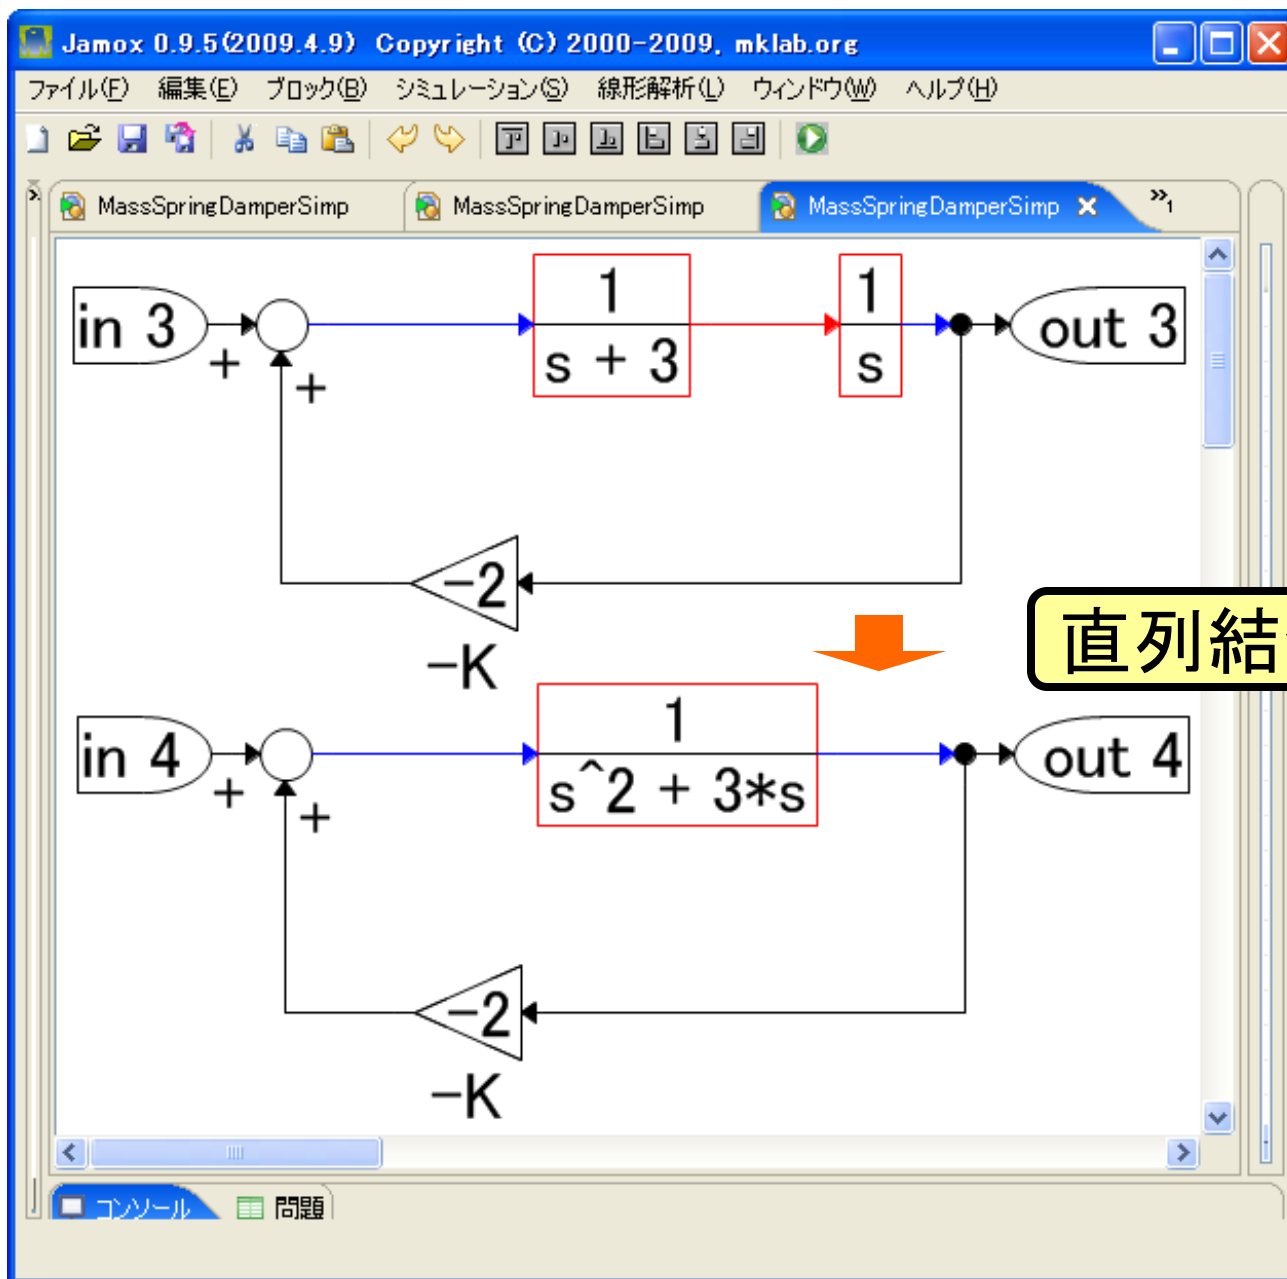 Jamox 0.9.5(2009.4.9) Copyright (C) 2000-2009, mklab.org
ファイル(F) 編集(E) ブロック(B) シミュレーション(S) 線形解析(L) ウィンドウ(W) ヘルプ(H)
MassSpringDamperSimp MassSpringDamperSimp MassSpringDamperSimp »1
in 3 + + 1 s + 3 1 s out 3
-2
-K
直列結
in 4 + + 1 s^2 + 3*s out 4
-2
-K
コンソール 問題